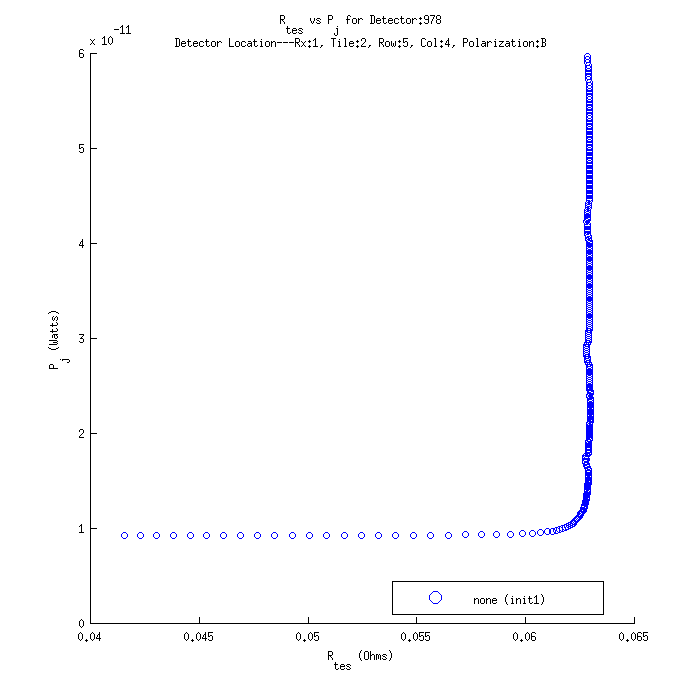 R_tes vs P_j for Detector:978
Detector Location---Rx:1, Tile:2, Row:5, Col:4, Polarization:B
x 10^-11
6
5
4
3
2
1
0
P_j (Watts)
0.04 0.045 0.05 0.055 0.06 0.065
R_tes (Ohms)
none (init1)